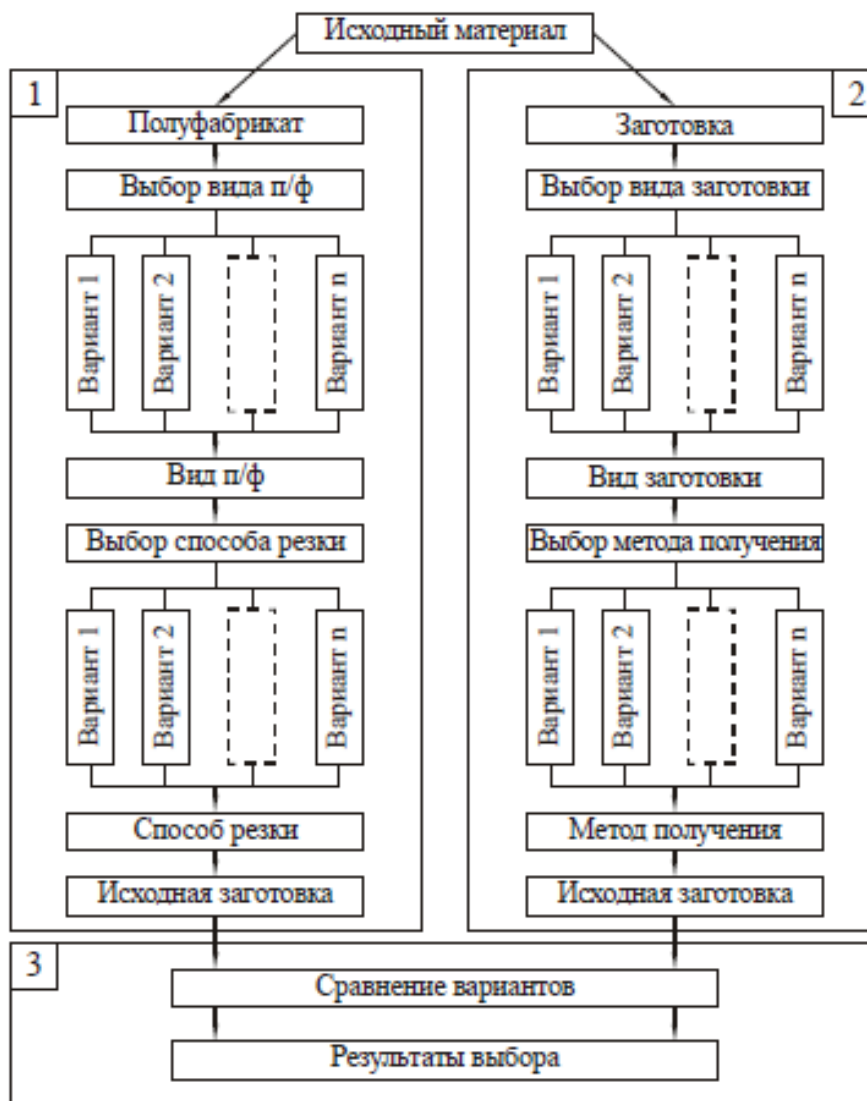 Исходный материал
1
Полуфабрикат
Выбор вида п/ф
Вариант 1
Вариант 2
Вариант n
Вид п/ф
Выбор способа резки
Вариант 1
Вариант 2
Вариант n
Способ резки
Исходная заготовка
2
Заготовка
Выбор вида заготовки
Вариант 1
Вариант 2
Вариант n
Вид заготовки
Выбор метода получения
Вариант 1
Вариант 2
Вариант n
Метод получения
Исходная заготовка
3
Сравнение вариантов
Результаты выбора